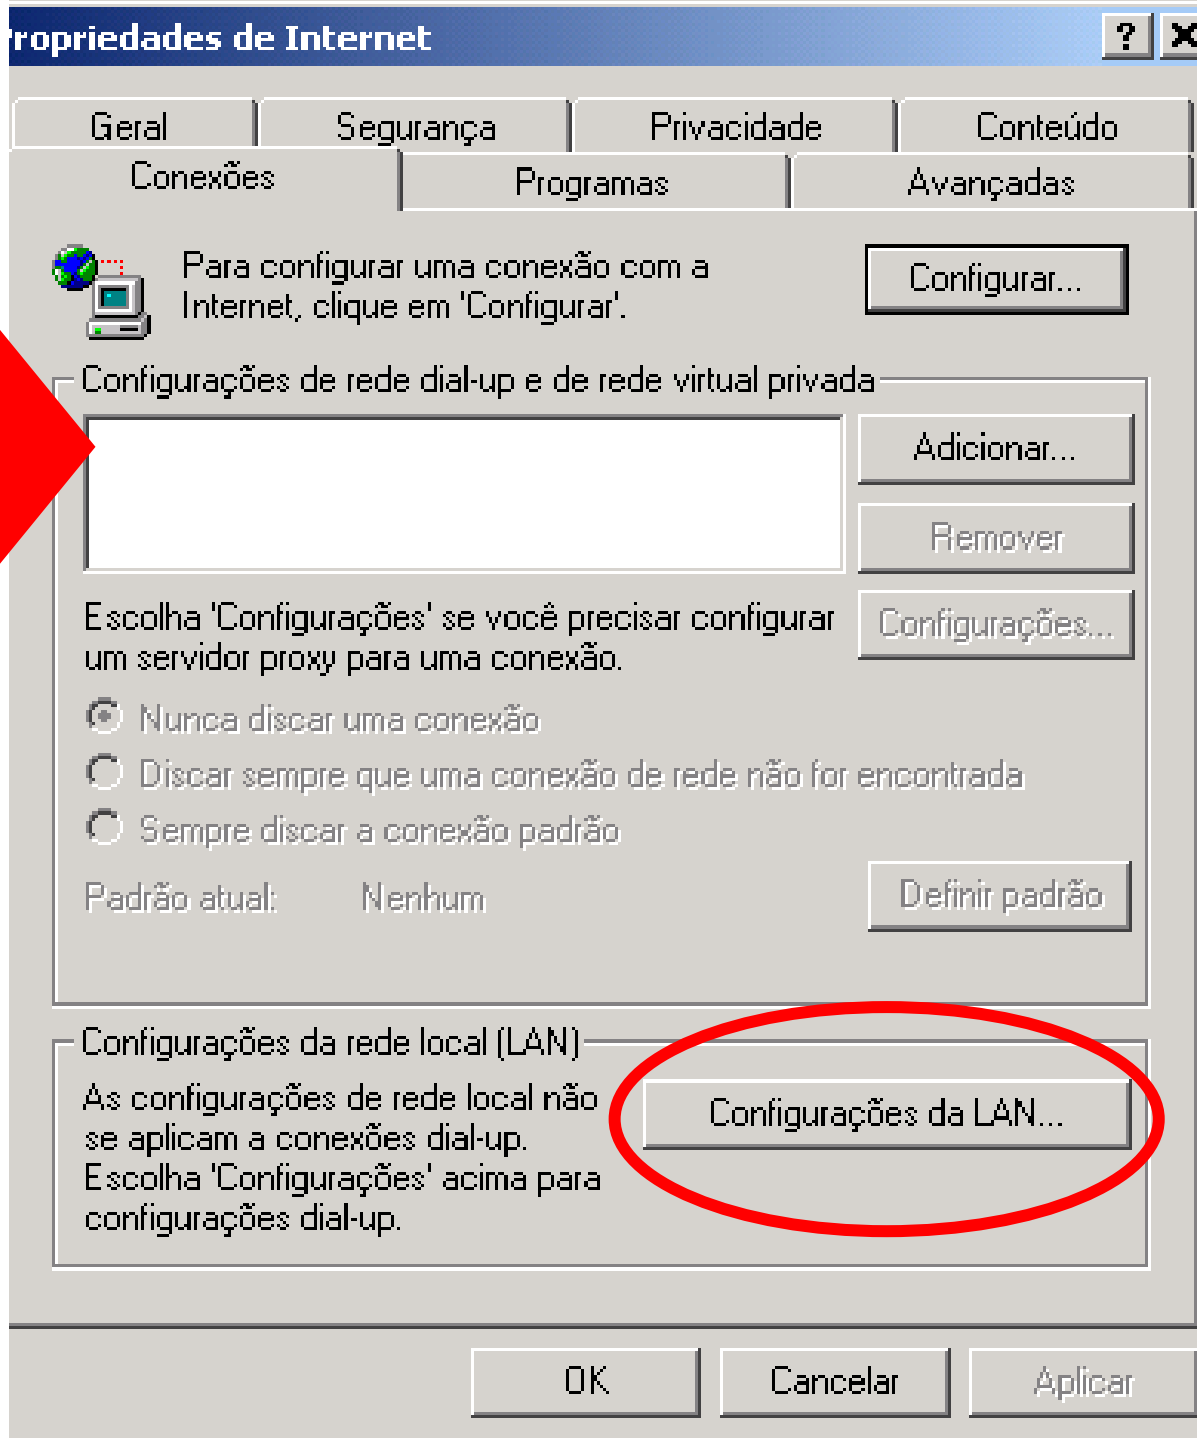 Propriedades de Internet
Geral
Segurança
Privacidade
Conteúdo
Conexões
Programas
Avançadas
Para configurar uma conexão com a
Internet, clique em 'Configurar'.
Configurar...
Configurações de rede dial-up e de rede virtual privada
Adicionar...
Remover
Escolha 'Configurações' se você precisar configurar
um servidor proxy para uma conexão.
Configurações...
Nunca discar uma conexão
Discar sempre que uma conexão de rede não for encontrada
Sempre discar a conexão padrão
Padrão atual: Nenhum
Definir padrão
Configurações da rede local (LAN)
As configurações de rede local não
se aplicam a conexões dial-up.
Escolha 'Configurações' acima para
configurações dial-up.
Configurações da LAN...
OK
Cancelar
Aplicar